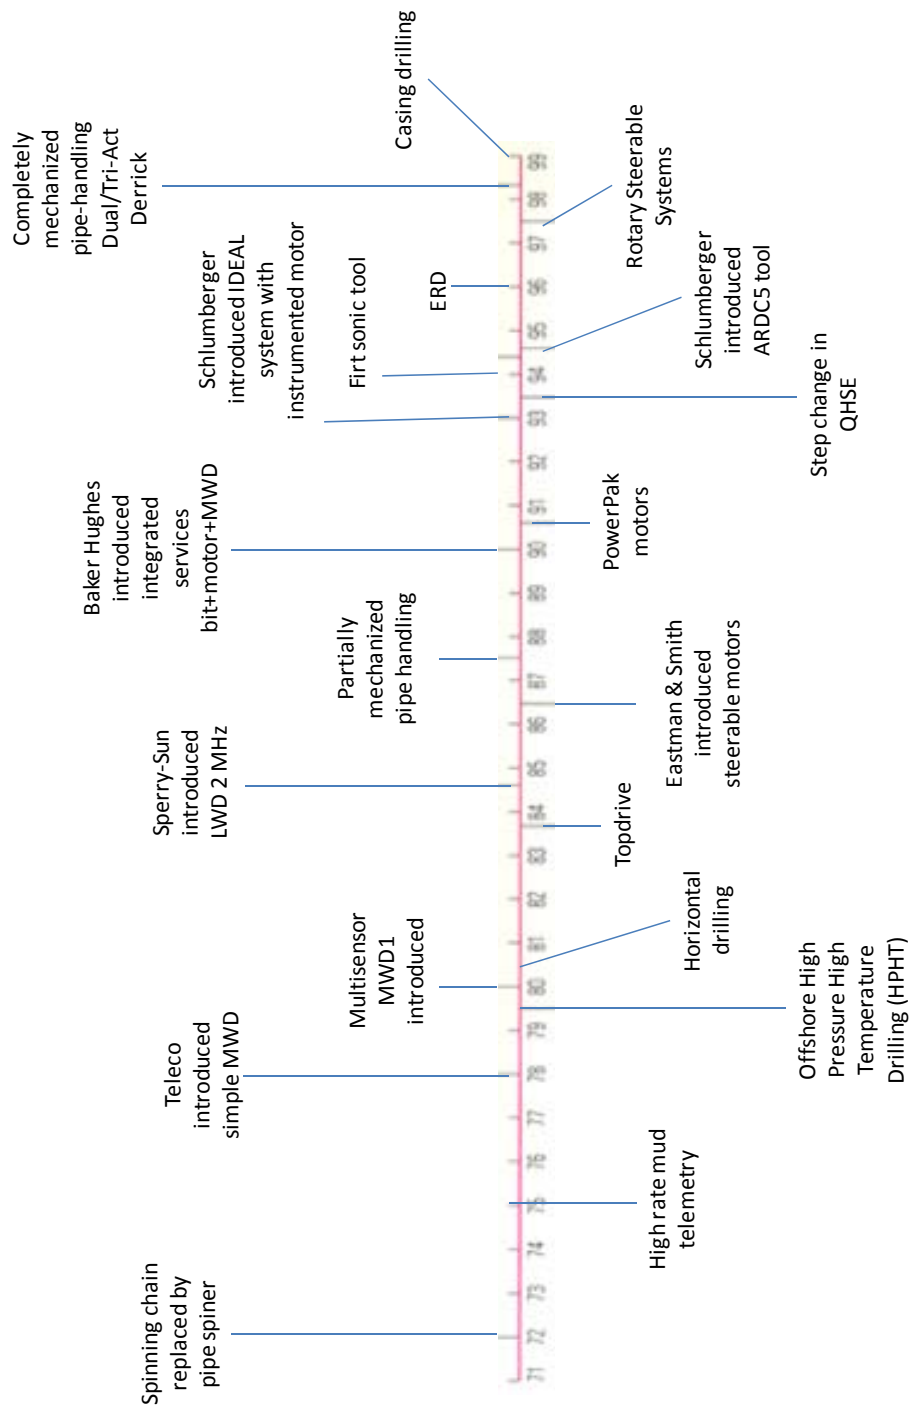 Spinning chain
replaced by
pipe spiner
Teleco
introduced
simple MWD
Multisensor
MWD1
introduced
Sperry-Sun
introduced
LWD 2 MHz
Partially
mechanized
pipe handling
Baker Hughes
introduced
integrated
services
bit+motor+MWD
Schlumberger
introduced IDEAL
system with
instrumented motor
Firt sonic tool
ERD
Completely
mechanized
pipe-handling
Dual/Tri-Act
Derrick
Casing drilling
71 72 73 74 75 76 77 78 79 80 81 82 83 84 85 86 87 88 89 90 91 92 93 94 95 96 97 98 99
High rate mud
telemetry
Offshore High
Pressure High
Temperature
Drilling (HPHT)
Horizontal
drilling
Topdrive
Eastman & Smith
introduced
steerable motors
PowerPak
motors
Step change in
QHSE
Schlumberger
introduced
ARDC5 tool
Rotary Steerable
Systems